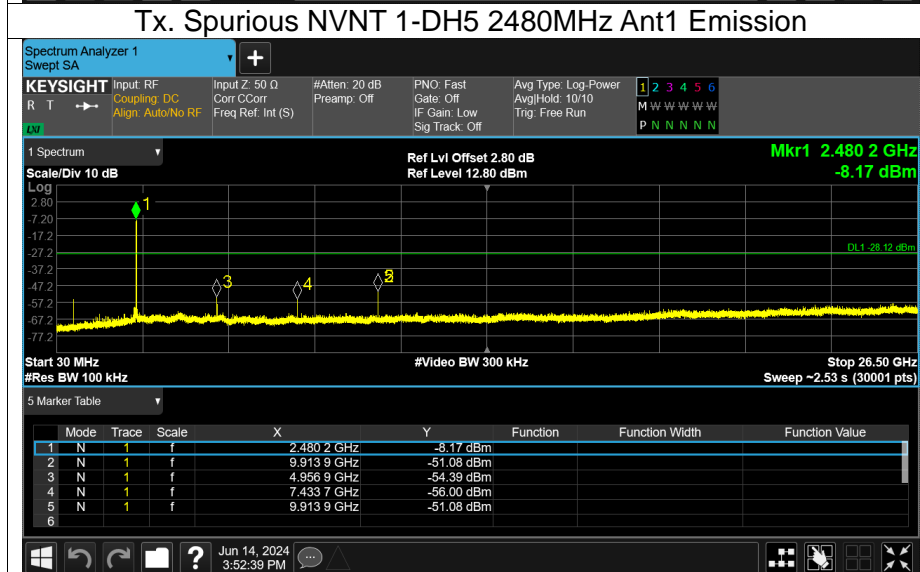 Tx. Spurious NVNT 1-DH5 2480MHz Ant1 Emission
Spectrum Analyzer 1
Swept SA
+
KEYSIGHT Input: RF Input Z: 50 Ω #Atten: 20 dB PNO: Fast Avg Type: Log-Power 1 2 3 4 5 6
R T Coupling: DC Corr CCorr Preamp: Off Gate: Off Avg|Hold: 10/10 M W W W W W
Align: Auto/No RF Freq Ref: Int (S) IF Gain: Low Trig: Free Run
LXI Sig Track: Off P N N N N N
1 Spectrum Ref Lvl Offset 2.80 dB Mkr1 2.480 2 GHz
Scale/Div 10 dB Ref Level 12.80 dBm -8.17 dBm
Log
2.80 1
-7.20
-17.2
-27.2 DL1 -28.12 dBm
-37.2
-47.2 3 4
-57.2
-67.2
-77.2
Start 30 MHz #Video BW 300 kHz Stop 26.50 GHz
#Res BW 100 kHz Sweep ~2.53 s (30001 pts)
5 Marker Table
Mode Trace Scale X Y Function Function Width Function Value
1 N 1 f 2.480 2 GHz -8.17 dBm
2 N 1 f 9.913 9 GHz -51.08 dBm
3 N 1 f 4.956 9 GHz -54.39 dBm
4 N 1 f 7.433 7 GHz -56.00 dBm
5 N 1 f 9.913 9 GHz -51.08 dBm
6
? Jun 14, 2024
3:52:39 PM